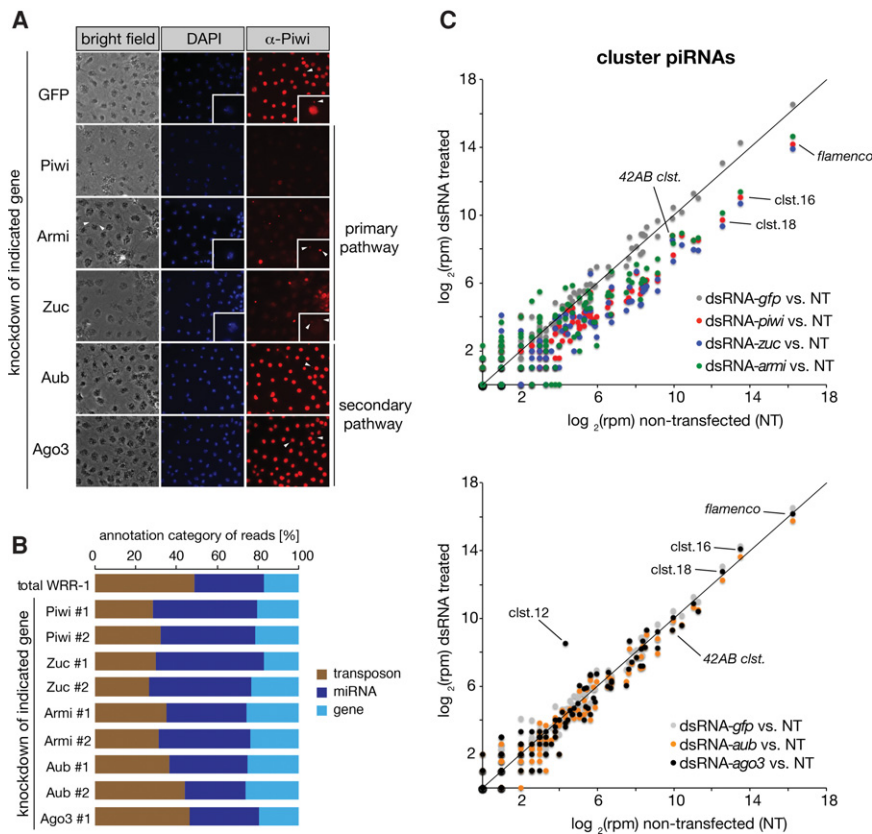 A
bright field
DAPI
α-Piwi
knockdown of indicated gene
GFP
Piwi
Armi
Zuc
Aub
Ago3
primary
pathway
secondary
pathway
B
annotation category of reads [%]
0 20 40 60 80 100
total WRR-1
knockdown of indicated gene
Piwi #1
Piwi #2
Zuc #1
Zuc #2
Armi #1
Armi #2
Aub #1
Aub #2
Ago3 #1
transposon
miRNA
gene
C
cluster piRNAs
log 2(rpm) dsRNA treated
18
14
10
6
2
42AB clst.
flamenco
clst.16
clst.18
dsRNA-gfp vs. NT
dsRNA-piwi vs. NT
dsRNA-zuc vs. NT
dsRNA-armi vs. NT
2 6 10 14 18
log 2(rpm) non-transfected (NT)
log 2(rpm) dsRNA treated
18
14
10
6
2
flamenco
clst.16
clst.18
clst.12
42AB clst.
dsRNA-gfp vs. NT
dsRNA-aub vs. NT
dsRNA-ago3 vs. NT
2 6 10 14 18
log 2(rpm) non-transfected (NT)